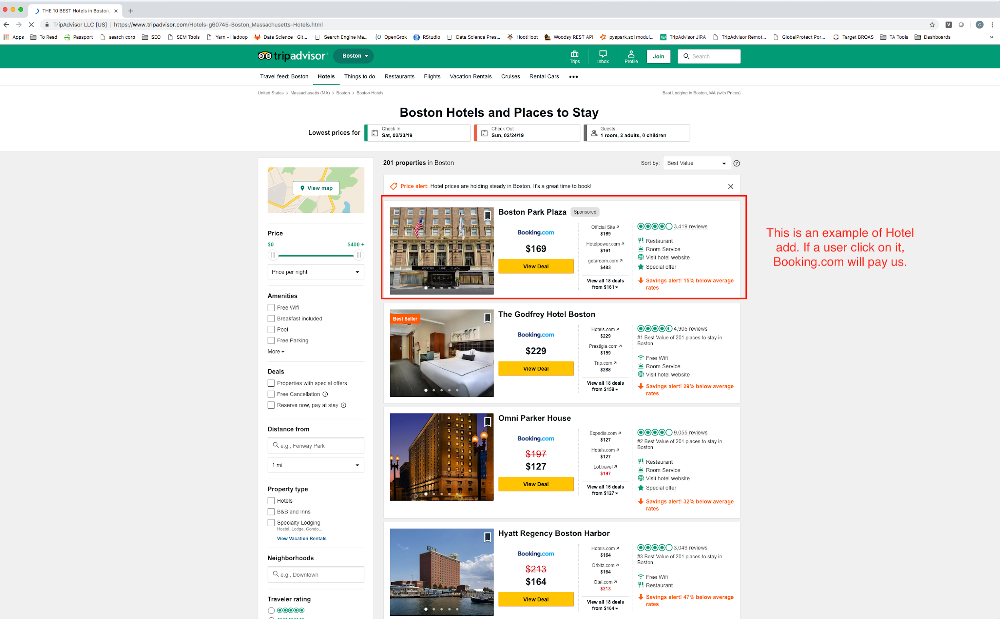 THE 10 BEST Hotels in Boston,
TripAdvisor LLC [US] | https://www.tripadvisor.com/Hotels-g60745-Boston_Massachusetts-Hotels.html
Apps To Read Passport search corp SEO SEM Tools Yarn - Hadoop Data Science · Git... Search Engine Ma... OpenGrok RStudio Data Science Pres... HootHoot Woodsy REST API pyspark.sql modul... TripAdvisor JIRA TripAdvisor Remot... GlobalProtect Por... Target BROAS TA Tools Dashboards »
tripadvisor Boston Trips Inbox Profile Join Search
Travel feed: Boston Hotels Things to do Restaurants Flights Vacation Rentals Cruises Rental Cars •••
United States > Massachusetts (MA) > Boston > Boston Hotels
Best Lodging in Boston, MA (with Prices)
Boston Hotels and Places to Stay
Lowest prices for
Check In
Sat, 02/23/19
Check Out
Sun, 02/24/19
Guests
1 room, 2 adults, 0 children
View map
Price
$0 $400 +
Price per night
Amenities
Free Wifi
Breakfast included
Pool
Free Parking
More
Deals
Properties with special offers
Free Cancellation
Reserve now, pay at stay
Distance from
e.g., Fenway Park
1 mi
Property type
Hotels
B&B and Inns
Specialty Lodging
Hostel, Lodge, Condo...
View Vacation Rentals
Neighborhoods
e.g., Downtown
Traveler rating
201 properties in Boston
Sort by: Best Value
Price alert: Hotel prices are holding steady in Boston. It's a great time to book!
BOSTON PARK PLAZA
Boston Park Plaza Sponsored
Booking.com
$169
View Deal
Official Site
$169
Hotelpower.com
$161
getaroom.com
$483
View all 18 deals
from $161
3,419 reviews
Restaurant
Room Service
Visit hotel website
Special offer
Savings alert! 15% below average
rates
This is an example of Hotel
add. If a user click on it,
Booking.com will pay us.
Best Seller
The Godfrey Hotel Boston
Booking.com
$229
View Deal
Hotels.com
$229
Prestigia.com
$159
Trip.com
$288
View all 18 deals
from $159
4,905 reviews
#1 Best Value of 201 places to stay in
Boston
Free Wifi
Room Service
Visit hotel website
Savings alert! 29% below average
rates
Omni Parker House
Booking.com
$197
$127
View Deal
Expedia.com
$127
Hotels.com
$127
Lol.travel
$197
View all 16 deals
from $127
9,055 reviews
#2 Best Value of 201 places to stay in
Boston
Restaurant
Room Service
Visit hotel website
Special offer
Savings alert! 32% below average
rates
HYATT
Hyatt Regency Boston Harbor
Booking.com
$213
$164
View Deal
Hotels.com
$164
Orbitz.com
$164
Otel.com
$213
View all 18 deals
from $164
3,049 reviews
#3 Best Value of 201 places to stay in
Boston
Free Wifi
Restaurant
Savings alert! 47% below average
rates